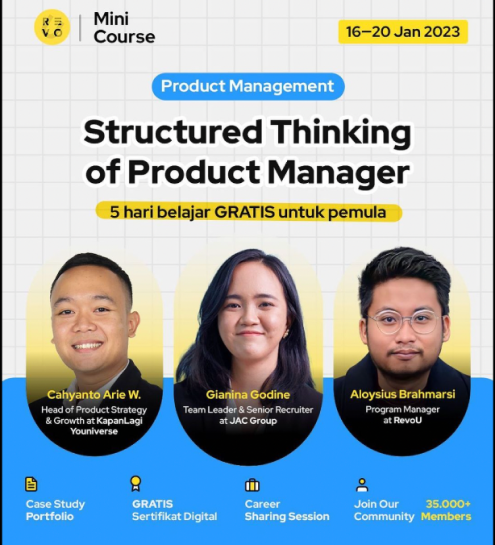 REVO
Mini
Course
16—20 Jan 2023
Product Management
Structured Thinking
of Product Manager
5 hari belajar GRATIS untuk pemula
Cahyanto Arie W.
Head of Product Strategy
& Growth at KapanLagi
Youniverse
Gianina Godine
Team Leader & Senior Recruiter
at JAC Group
Aloysius Brahmarsi
Program Manager
at RevoU
Case Study
Portfolio
GRATIS
Sertifikat Digital
Career
Sharing Session
Join Our 35.000+
Community Members